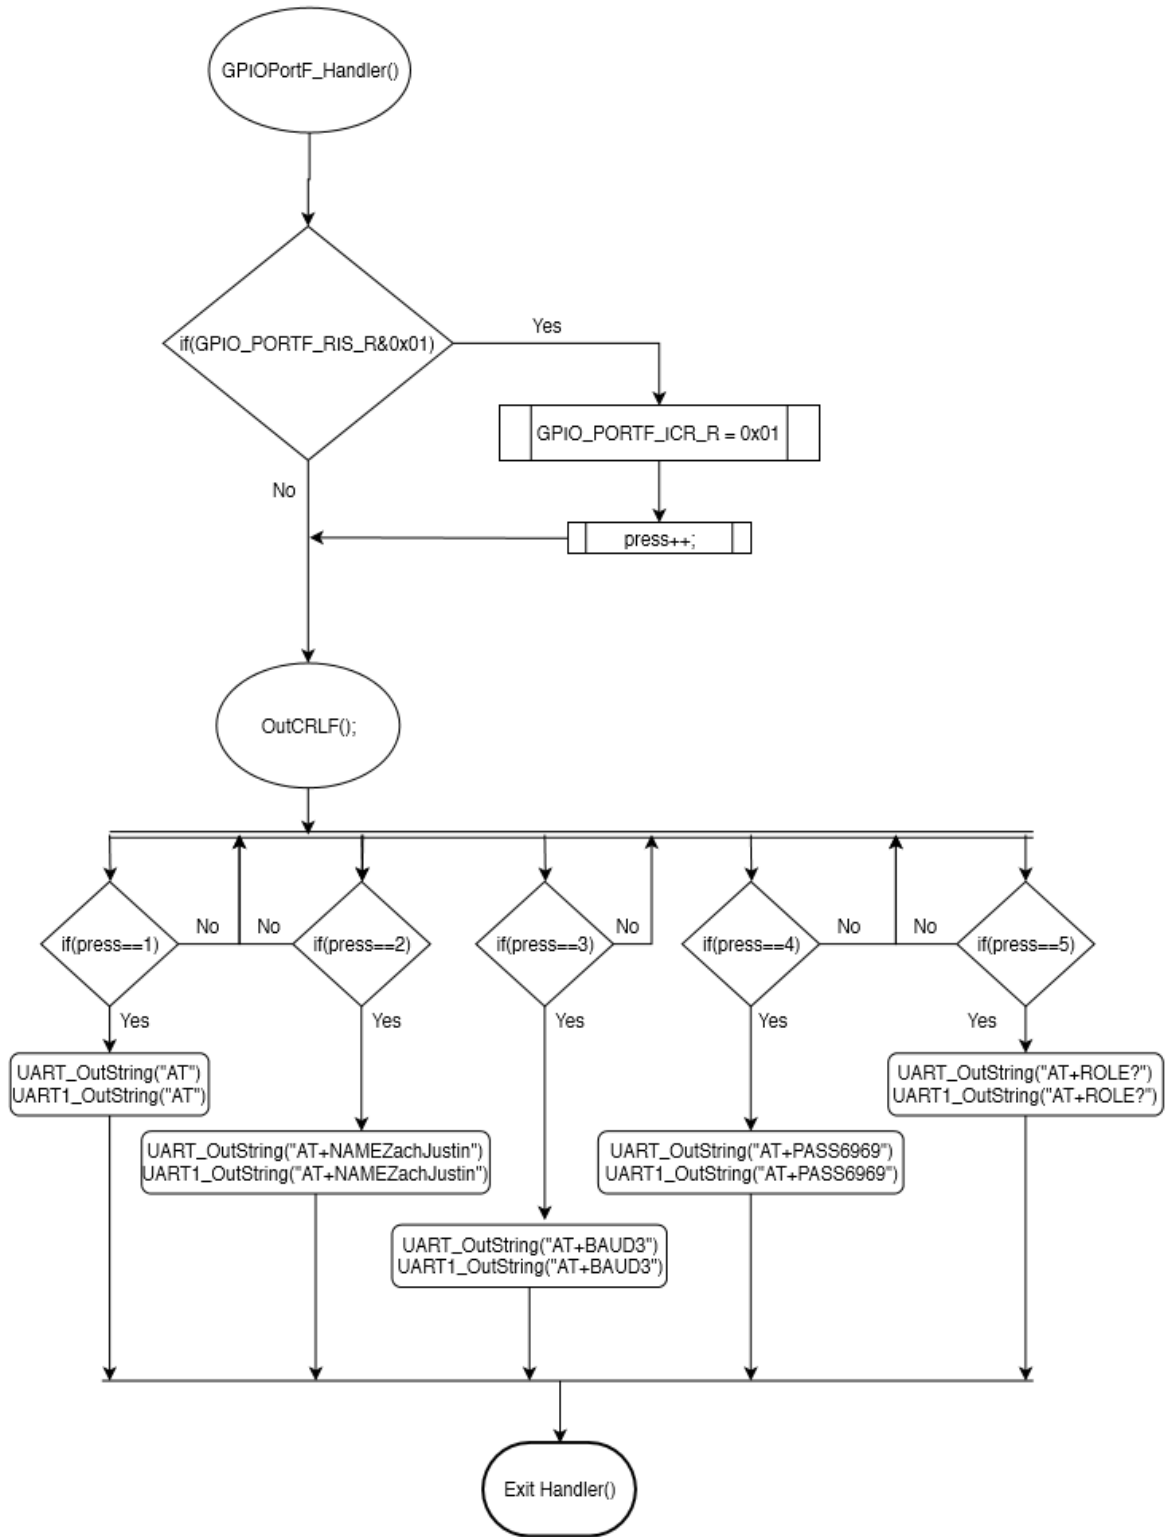 GPIOPortF_Handler()
if(GPIO_PORTF_RIS_R&0x01)
Yes
GPIO_PORTF_ICR_R = 0x01
No
press++;
OutCRLF();
if(press==1)
No
No
if(press==2)
if(press==3)
No
if(press==4)
No
No
if(press==5)
Yes
Yes
Yes
Yes
Yes
UART_OutString("AT")
UART1_OutString("AT")
UART_OutString("AT+ROLE?")
UART1_OutString("AT+ROLE?")
UART_OutString("AT+NAMEZachJustin")
UART1_OutString("AT+NAMEZachJustin")
UART_OutString("AT+PASS6969")
UART1_OutString("AT+PASS6969")
UART_OutString("AT+BAUD3")
UART1_OutString("AT+BAUD3")
Exit Handler()